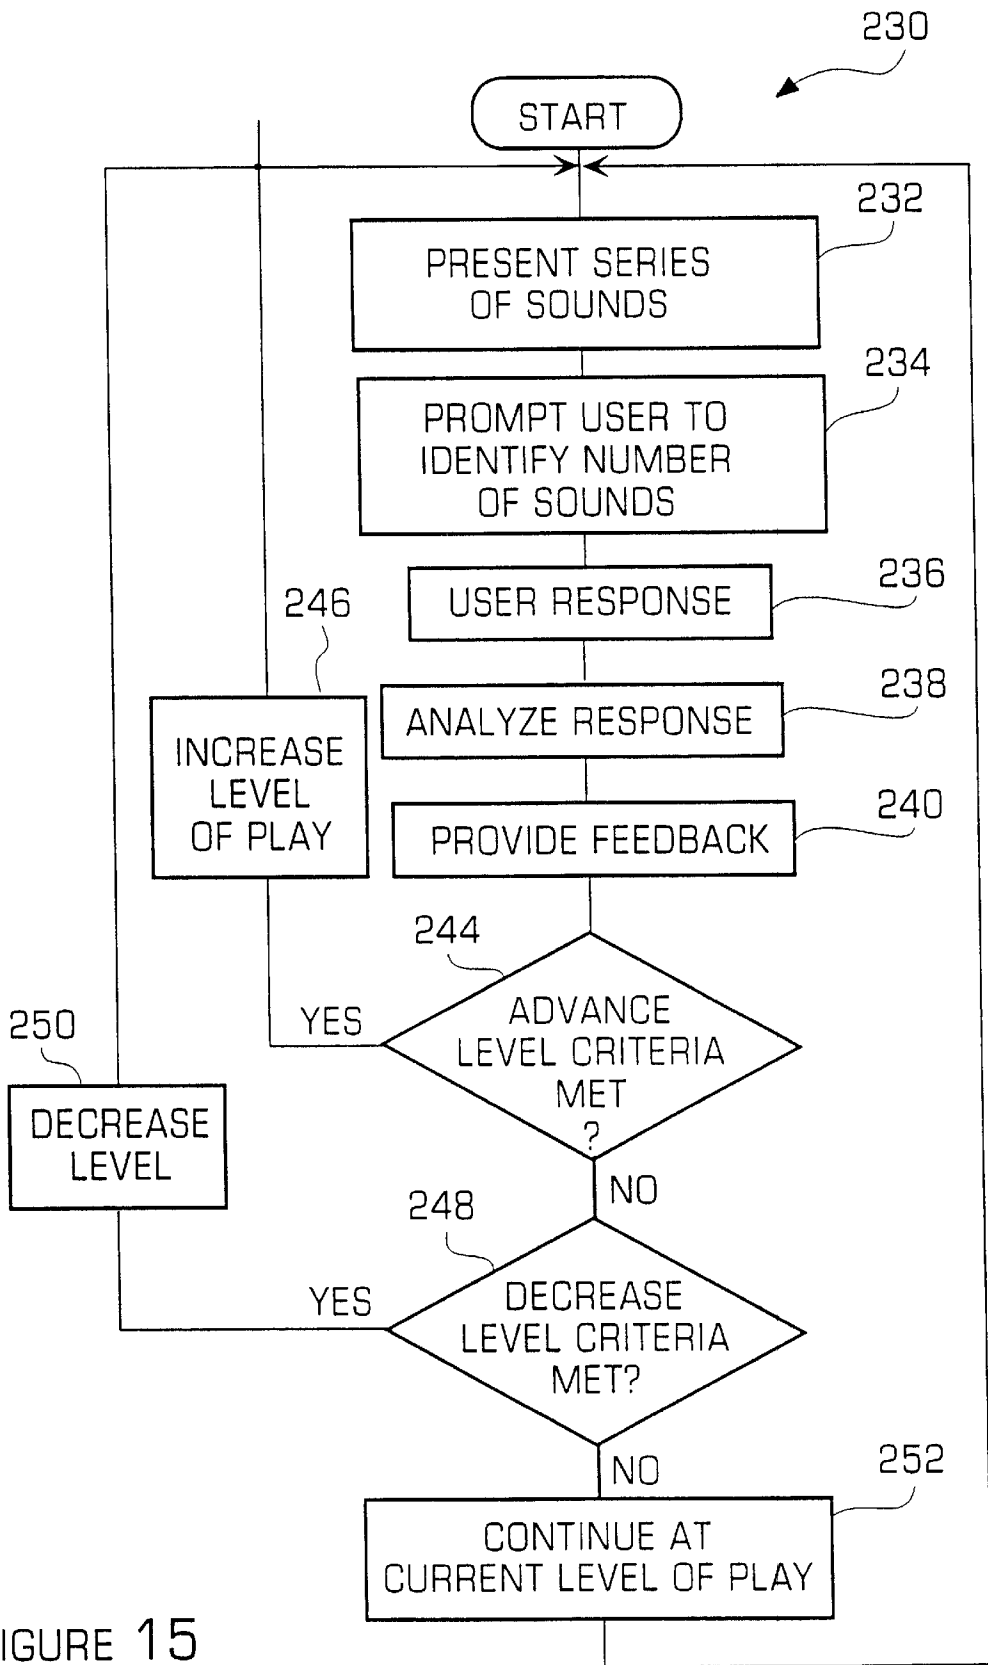 230
START
232
PRESENT SERIES
OF SOUNDS
234
PROMPT USER TO
IDENTIFY NUMBER
OF SOUNDS
236
USER RESPONSE
238
ANALYZE RESPONSE
240
PROVIDE FEEDBACK
246
INCREASE
LEVEL
OF PLAY
244
ADVANCE
LEVEL CRITERIA
MET
?
YES
NO
250
DECREASE
LEVEL
248
DECREASE
LEVEL CRITERIA
MET?
YES
NO
252
CONTINUE AT
CURRENT LEVEL OF PLAY
IGURE 15